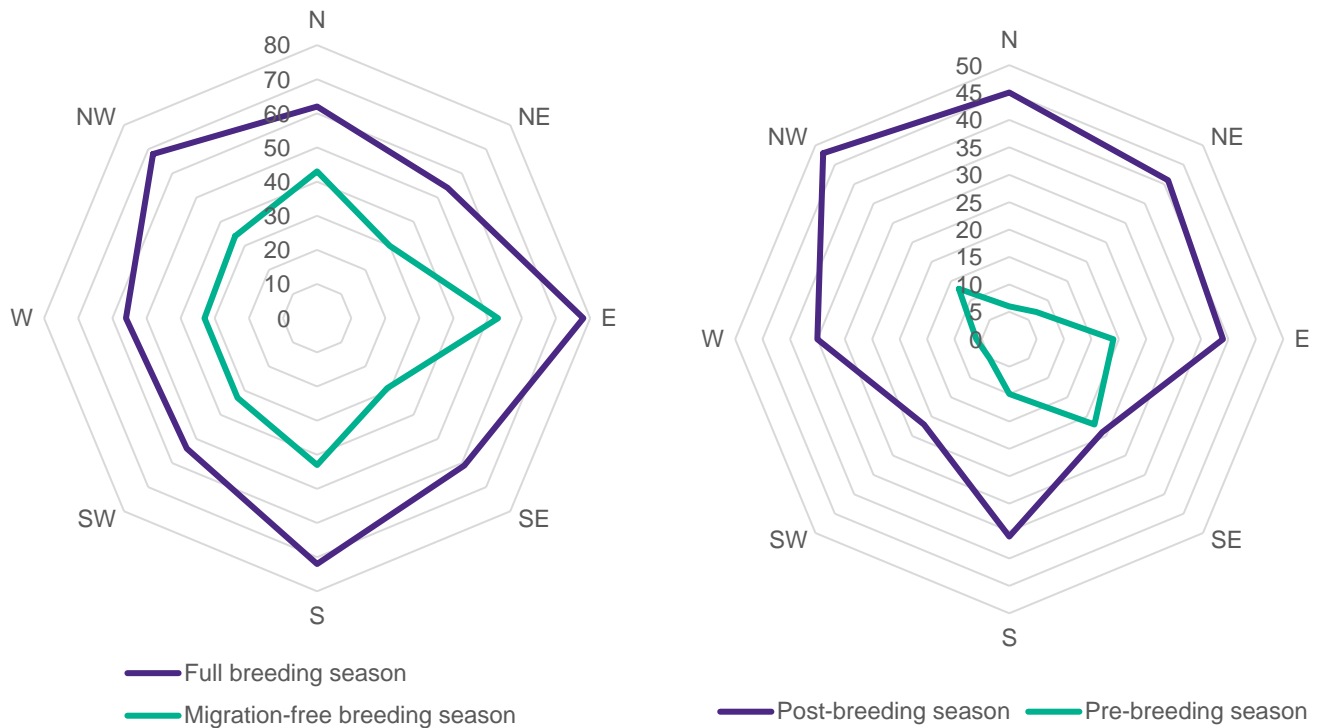 N
80
70
60
50
40
30
20
10
0
NE
E
SE
S
SW
W
NW
Full breeding season
Migration-free breeding season
N
50
45
40
35
30
25
20
15
10
5
0
NE
E
SE
S
SW
W
NW
Post-breeding season
Pre-breeding season